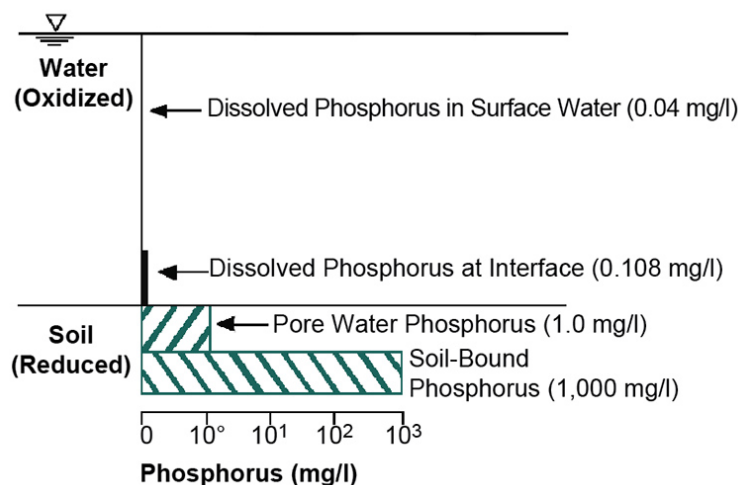 Water
(Oxidized)
Dissolved Phosphorus in Surface Water (0.04 mg/l)
Dissolved Phosphorus at Interface (0.108 mg/l)
Soil
(Reduced)
Pore Water Phosphorus (1.0 mg/l)
Soil-Bound
Phosphorus (1,000 mg/l)
0 10° 10¹ 10² 10³
Phosphorus (mg/l)